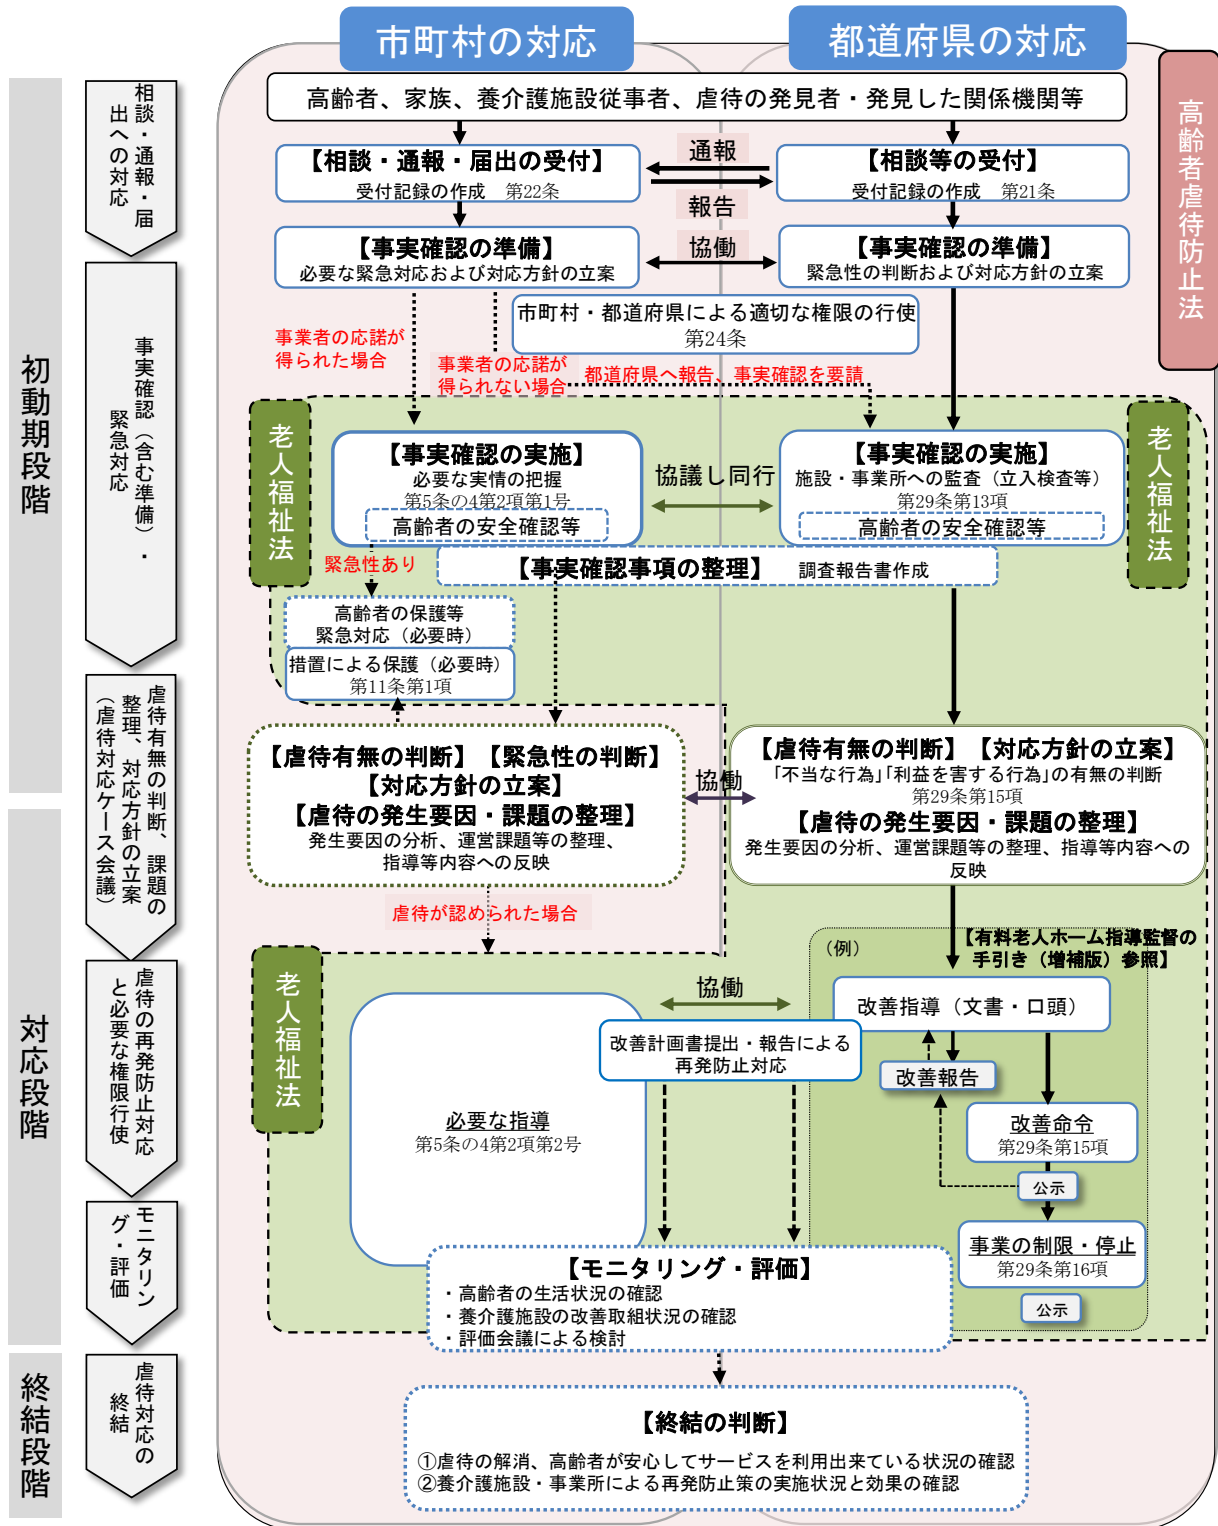 市町村の対応
都道府県の対応
高齢者虐待防止法
高齢者、家族、養介護施設従事者、虐待の発見者・発見した関係機関等
初動期段階
相談・通報・届
出への対応
【相談・通報・届出の受付】
受付記録の作成　第22条
通報
報告
【相談等の受付】
受付記録の作成　第21条
【事実確認の準備】
必要な緊急対応および対応方針の立案
協働
【事実確認の準備】
緊急性の判断および対応方針の立案
事実確認（含む準備）・
緊急対応
市町村・都道府県による適切な権限の行使
第24条
事業者の応諾が
得られた場合
事業者の応諾が
得られない場合
都道府県へ報告、事実確認を要請
老人福祉法
老人福祉法
【事実確認の実施】
必要な実情の把握
第5条の4第2項第1号
高齢者の安全確認等
協議し同行
【事実確認の実施】
施設・事業所への監査（立入検査等）
第29条第13項
高齢者の安全確認等
緊急性あり
【事実確認事項の整理】　調査報告書作成
高齢者の保護等
緊急対応（必要時）
措置による保護（必要時）
第11条第1項
虐待有無の判断、課題の
整理、対応方針の立案
（虐待対応ケース会議）
【虐待有無の判断】【緊急性の判断】
【対応方針の立案】
【虐待の発生要因・課題の整理】
発生要因の分析、運営課題等の整理、
指導等内容への反映
協働
【虐待有無の判断】【対応方針の立案】
「不当な行為」「利益を害する行為」の有無の判断
第29条第15項
【虐待の発生要因・課題の整理】
発生要因の分析、運営課題等の整理、指導等内容への
反映
虐待が認められた場合
対応段階
虐待の再発防止対応
と必要な権限行使
老人福祉法
（例）
【有料老人ホーム指導監督の
手引き（増補版）参照】
協働
改善指導（文書・口頭）
改善計画書提出・報告による
再発防止対応
改善報告
必要な指導
第5条の4第2項第2号
改善命令
第29条第15項
公示
事業の制限・停止
第29条第16項
公示
モニタリン
グ・評価
【モニタリング・評価】
・高齢者の生活状況の確認
・養介護施設の改善取組状況の確認
・評価会議による検討
終結段階
虐待対応の
終結
【終結の判断】
①虐待の解消、高齢者が安心してサービスを利用出来ている状況の確認
②養介護施設・事業所による再発防止策の実施状況と効果の確認